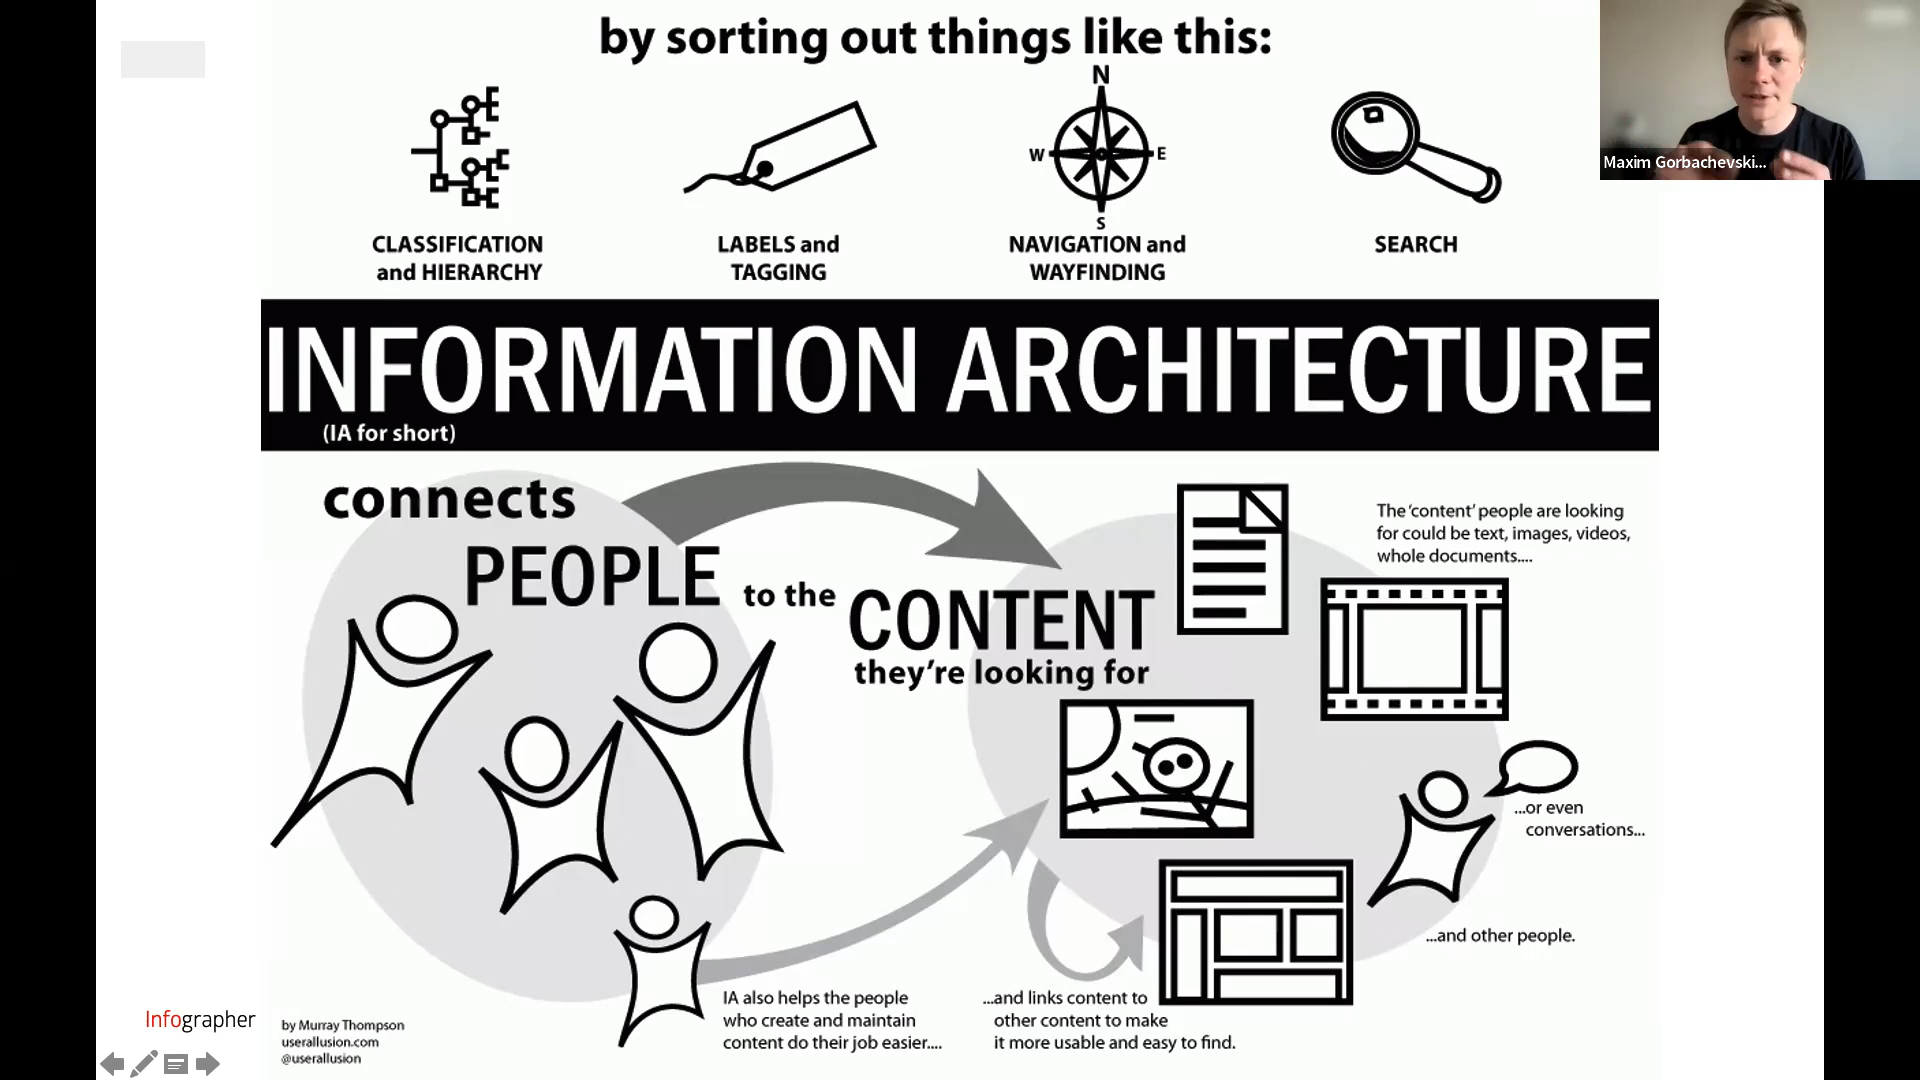 by sorting out things like this:
N
W
E
S
CLASSIFICATION
and HIERARCHY
LABELS and
TAGGING
NAVIGATION and
WAYFINDING
SEARCH
Maxim Gorbachevski...
INFORMATION ARCHITECTURE
(IA for short)
connects
PEOPLE
to the
CONTENT
they’re looking for
The ‘content’ people are looking
for could be text, images, videos,
whole documents....
...or even
conversations...
...and other people.
IA also helps the people
who create and maintain
content do their job easier....
...and links content to
other content to make
it more usable and easy to find.
Infographer
by Murray Thompson
userallusion.com
@userallusion